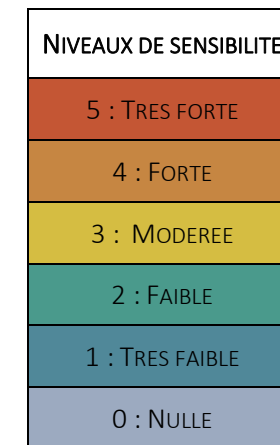 NIVEAUX DE SENSIBILITE
5 : TRES FORTE
4 : FORTE
3 : MODEREE
2 : FAIBLE
1 : TRES FAIBLE
0 : NULLE